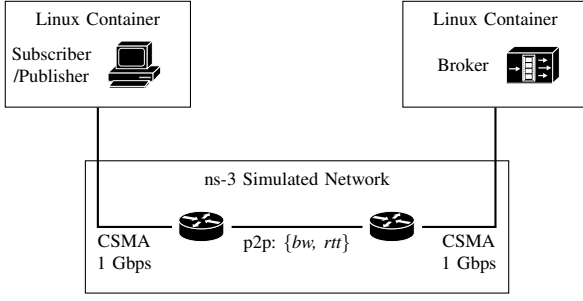 Linux Container
Subscriber
/Publisher
Linux Container
Broker
ns-3 Simulated Network
CSMA
1 Gbps
p2p: {bw, rtt}
CSMA
1 Gbps